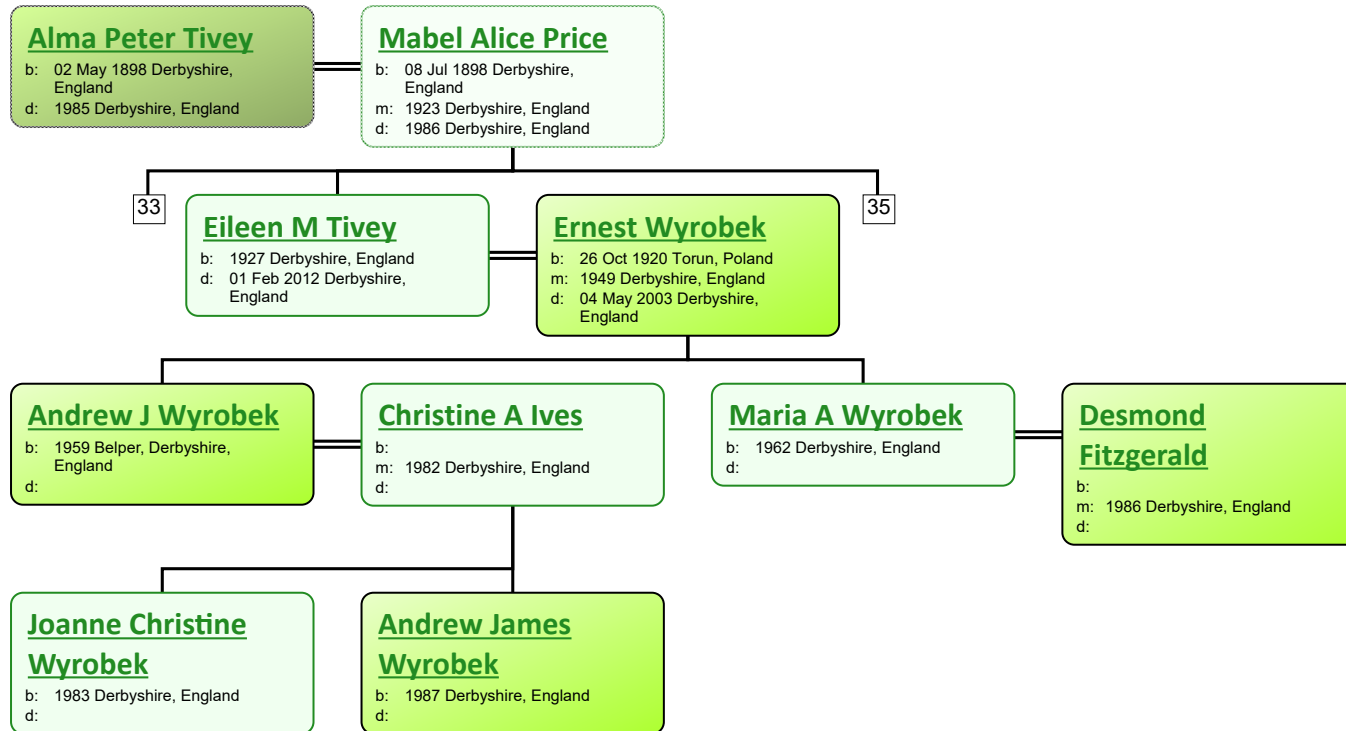 Alma Peter Tivey
b: 02 May 1898 Derbyshire,
England
d: 1985 Derbyshire, England
Mabel Alice Price
b: 08 Jul 1898 Derbyshire,
England
m: 1923 Derbyshire, England
d: 1986 Derbyshire, England
33
35
Eileen M Tivey
b: 1927 Derbyshire, England
d: 01 Feb 2012 Derbyshire,
England
Ernest Wyrobek
b: 26 Oct 1920 Torun, Poland
m: 1949 Derbyshire, England
d: 04 May 2003 Derbyshire,
England
Andrew J Wyrobek
b: 1959 Belper, Derbyshire,
England
d:
Christine A Ives
b:
m: 1982 Derbyshire, England
d:
Maria A Wyrobek
b: 1962 Derbyshire, England
d:
Desmond
Fitzgerald
b:
m: 1986 Derbyshire, England
d:
Joanne Christine
Wyrobek
b: 1983 Derbyshire, England
d:
Andrew James
Wyrobek
b: 1987 Derbyshire, England
d: